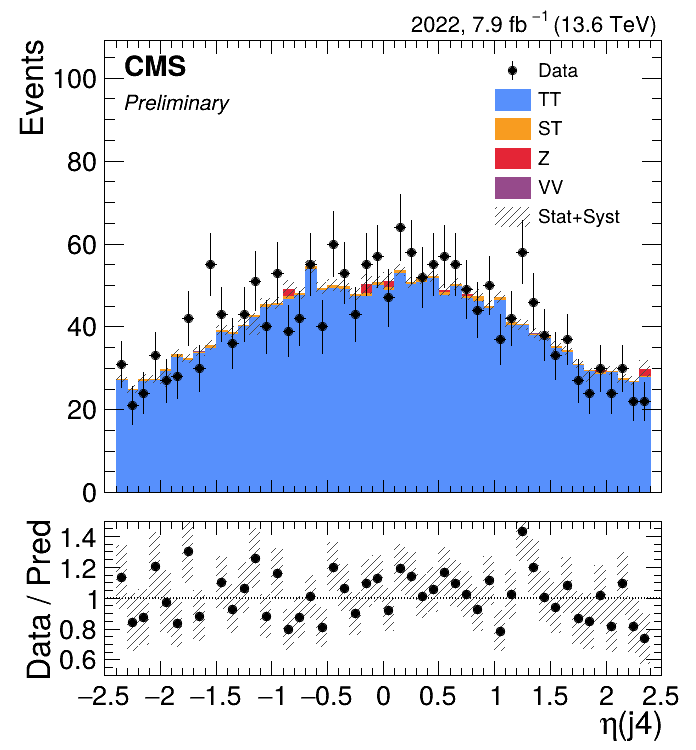 2022, 7.9 fb⁻¹ (13.6 TeV)
Events
100
80
60
40
20
0
CMS
Preliminary
Data
TT
ST
Z
VV
Stat+Syst
Data / Pred
1.4
1.2
1
0.8
0.6
−2.5 −2 −1.5 −1 −0.5 0 0.5 1 1.5 2 2.5
η(j4)